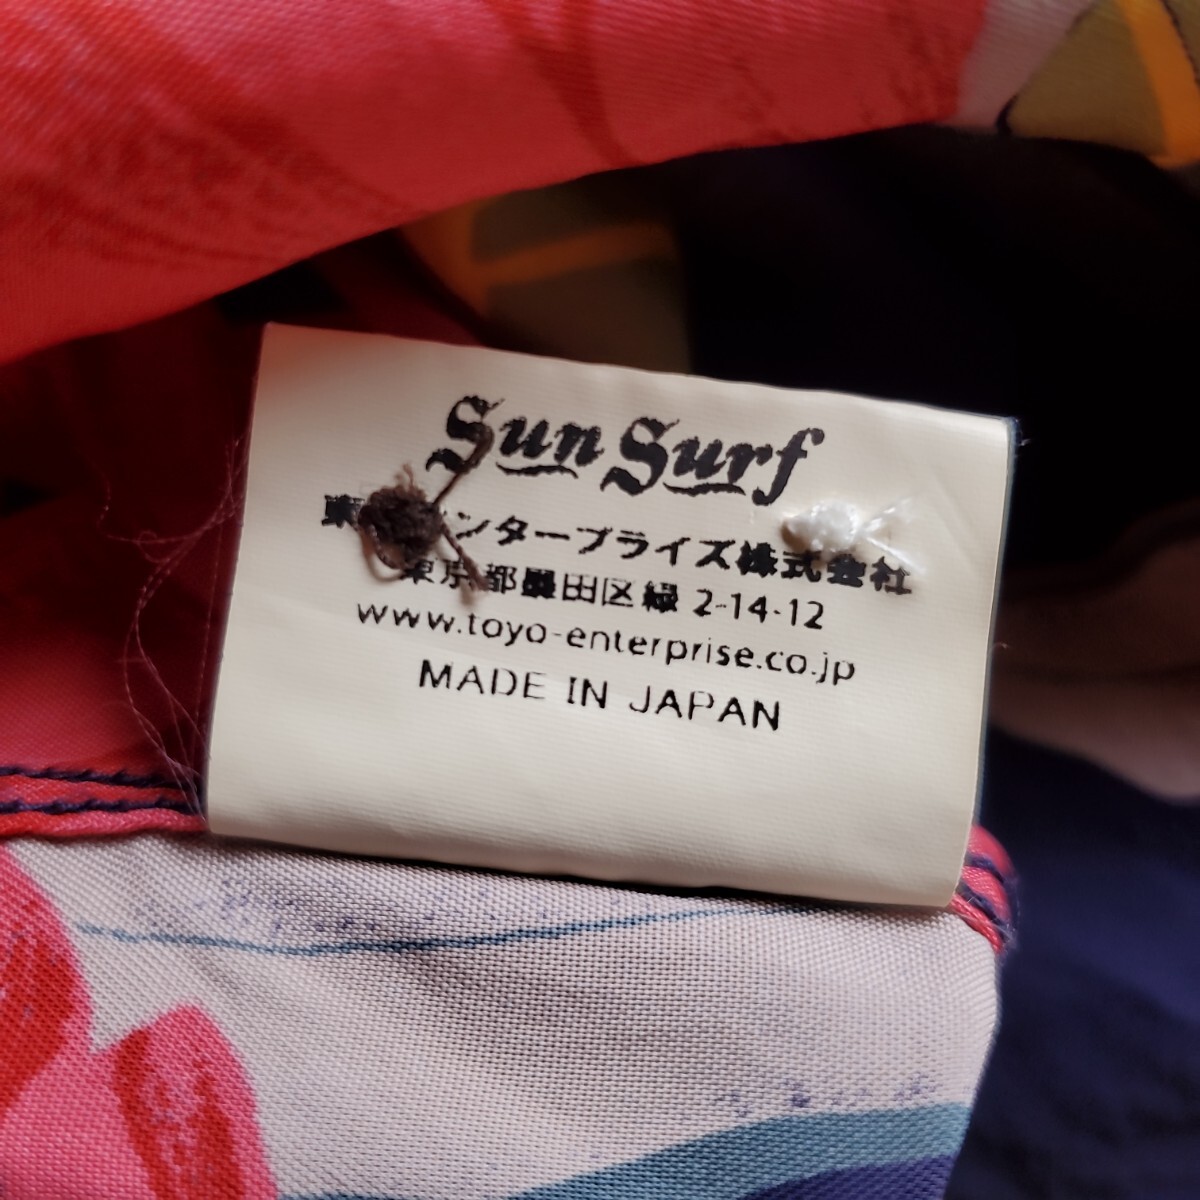 Sun Surf
東ンタープライズ株式会社
東京都墨田区緑 2-14-12
www.toyo-enterprise.co.jp
MADE IN JAPAN